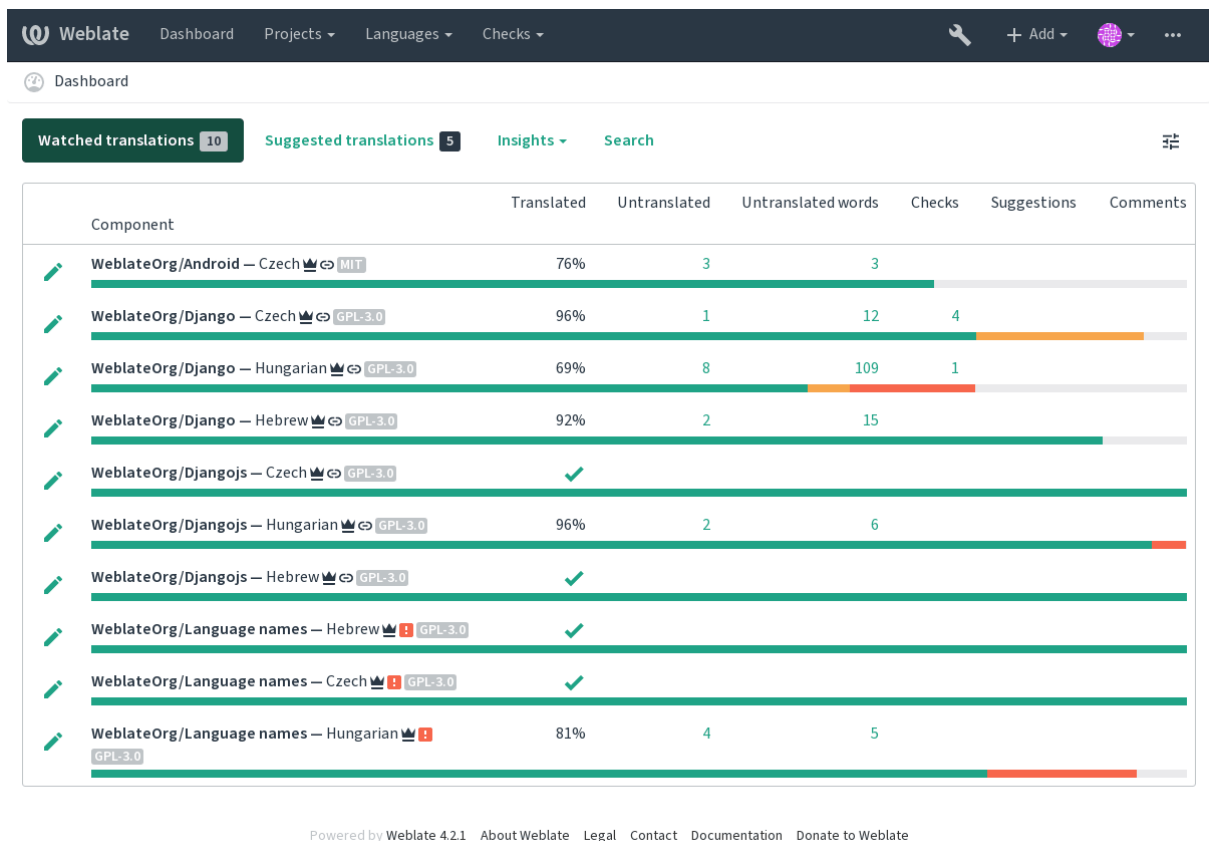 Weblate Dashboard Projects Languages Checks Add
Dashboard
Watched translations 10 Suggested translations 5 Insights Search
Translated Untranslated Untranslated words Checks Suggestions Comments
Component
WeblateOrg/Android — Czech MIT 76% 3 3
WeblateOrg/Django — Czech GPL-3.0 96% 1 12 4
WeblateOrg/Django — Hungarian GPL-3.0 69% 8 109 1
WeblateOrg/Django — Hebrew GPL-3.0 92% 2 15
WeblateOrg/Djangojs — Czech GPL-3.0
WeblateOrg/Djangojs — Hungarian GPL-3.0 96% 2 6
WeblateOrg/Djangojs — Hebrew GPL-3.0
WeblateOrg/Language names — Hebrew GPL-3.0
WeblateOrg/Language names — Czech GPL-3.0
WeblateOrg/Language names — Hungarian 81% 4 5
GPL-3.0
Powered by Weblate 4.2.1 About Weblate Legal Contact Documentation Donate to Weblate